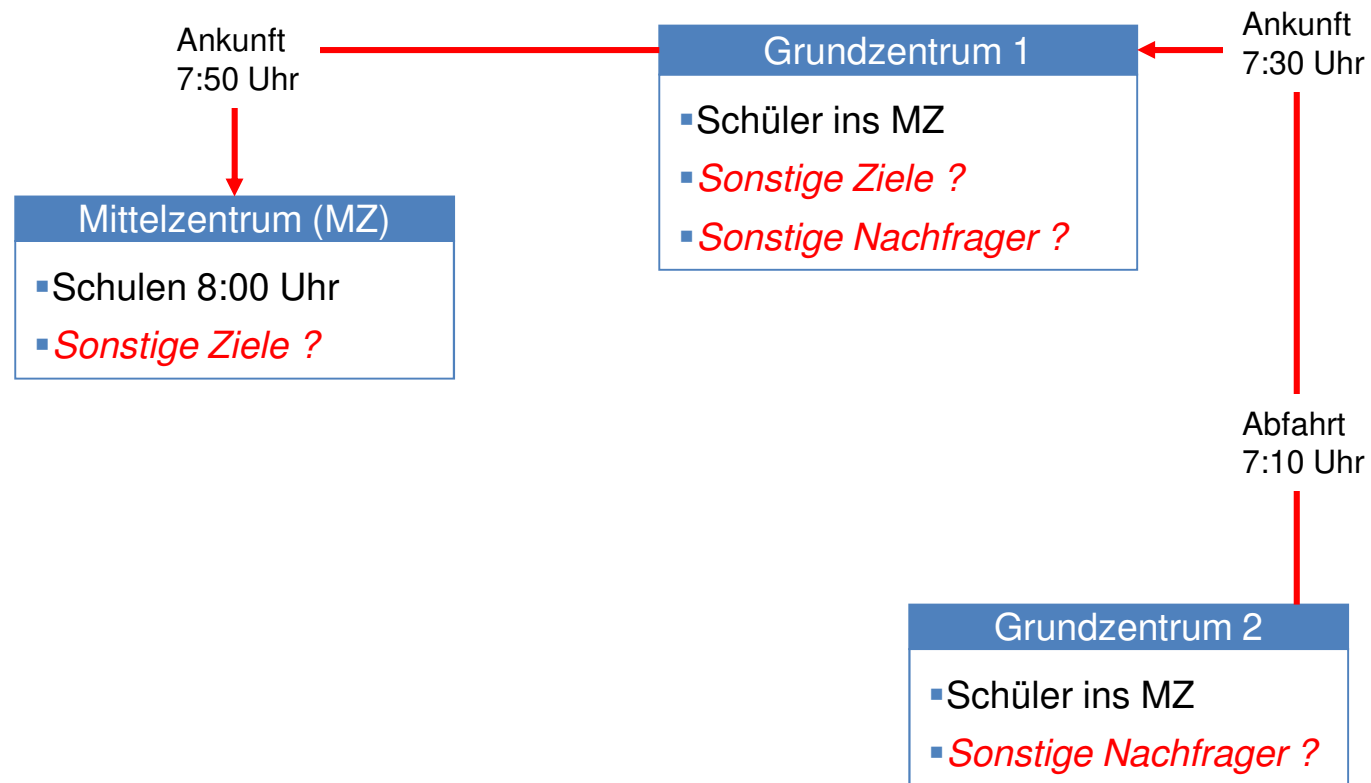 Ankunft
7:50 Uhr
Grundzentrum 1
▪Schüler ins MZ
▪Sonstige Ziele ?
▪Sonstige Nachfrager ?
Ankunft
7:30 Uhr
Mittelzentrum (MZ)
▪Schulen 8:00 Uhr
▪Sonstige Ziele ?
Abfahrt
7:10 Uhr
Grundzentrum 2
▪Schüler ins MZ
▪Sonstige Nachfrager ?